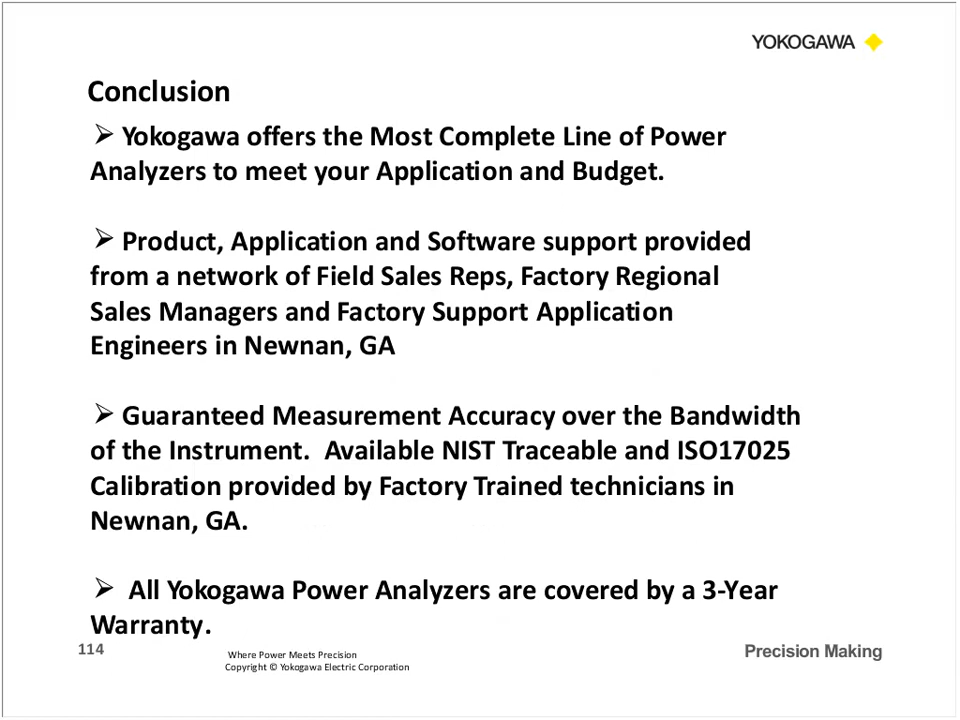 YOKOGAWA
Conclusion
➢ Yokogawa offers the Most Complete Line of Power
Analyzers to meet your Application and Budget.
➢ Product, Application and Software support provided
from a network of Field Sales Reps, Factory Regional
Sales Managers and Factory Support Application
Engineers in Newnan, GA
➢ Guaranteed Measurement Accuracy over the Bandwidth
of the Instrument.  Available NIST Traceable and ISO17025
Calibration provided by Factory Trained technicians in
Newnan, GA.
➢ All Yokogawa Power Analyzers are covered by a 3-Year
Warranty.
114
Where Power Meets Precision
Copyright © Yokogawa Electric Corporation
Precision Making